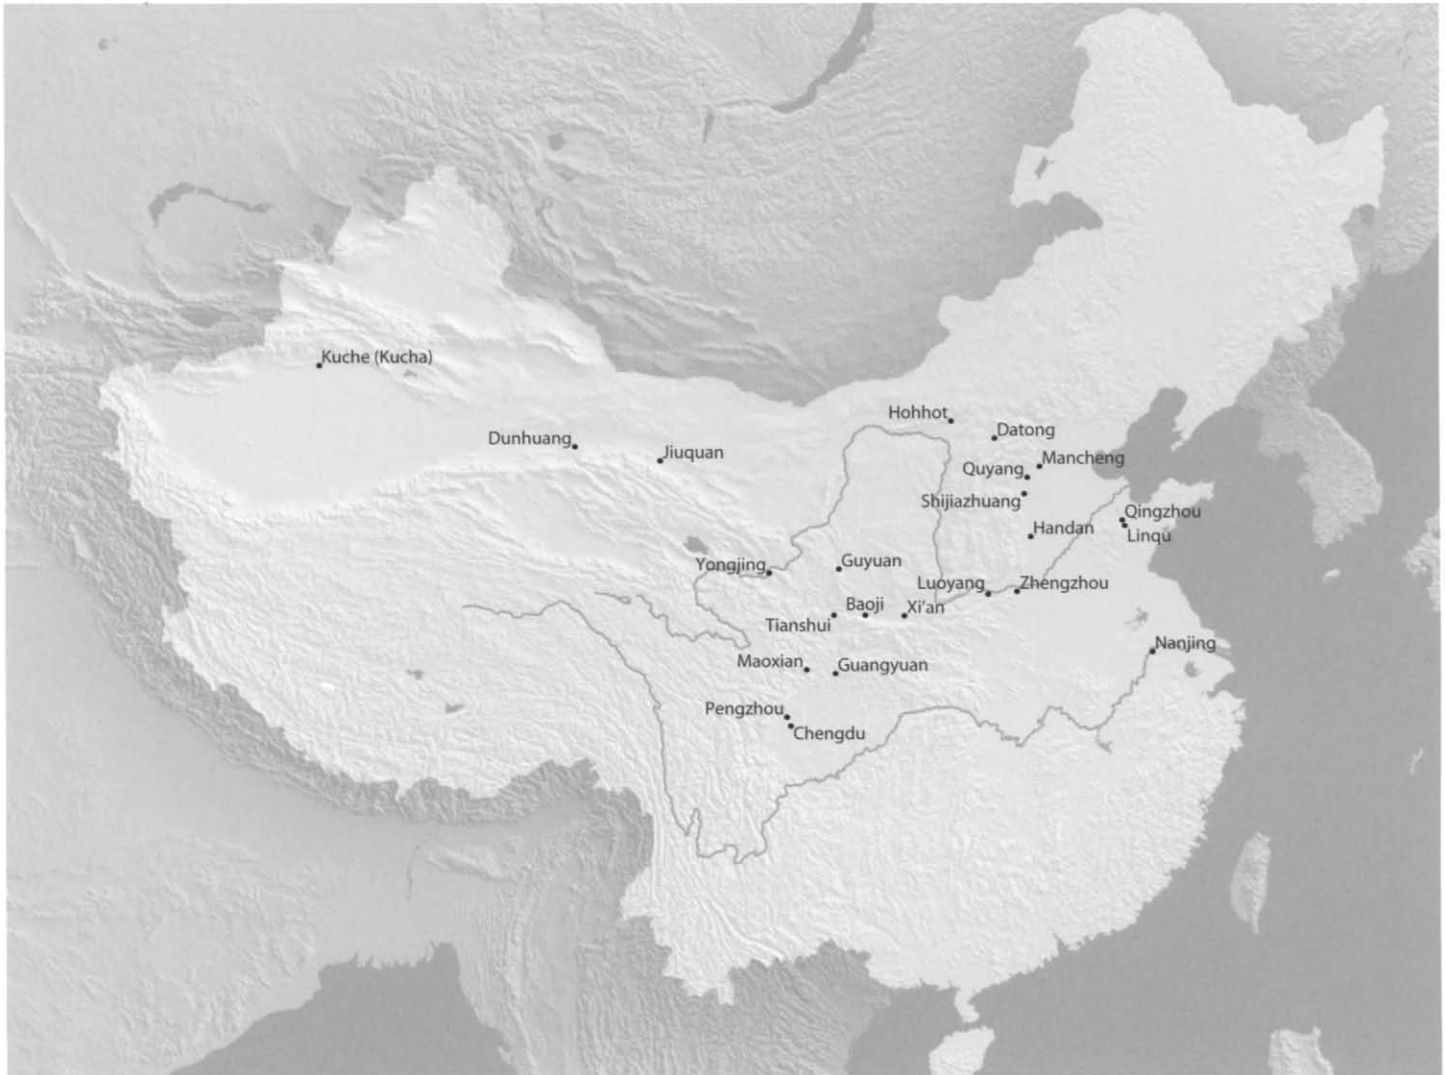 Kuche (Kucha)
Hohhot
Datong
Dunhuang
Jiuquan
Mancheng
Quyang
Shijiazhuang
Qingzhou
Handan
Linqu
Yongjing
Guyuan
Luoyang
Zhengzhou
Baoji
Xi'an
Tianshui
Nanjing
Maoxian
Guangyuan
Pengzhou
Chengdu